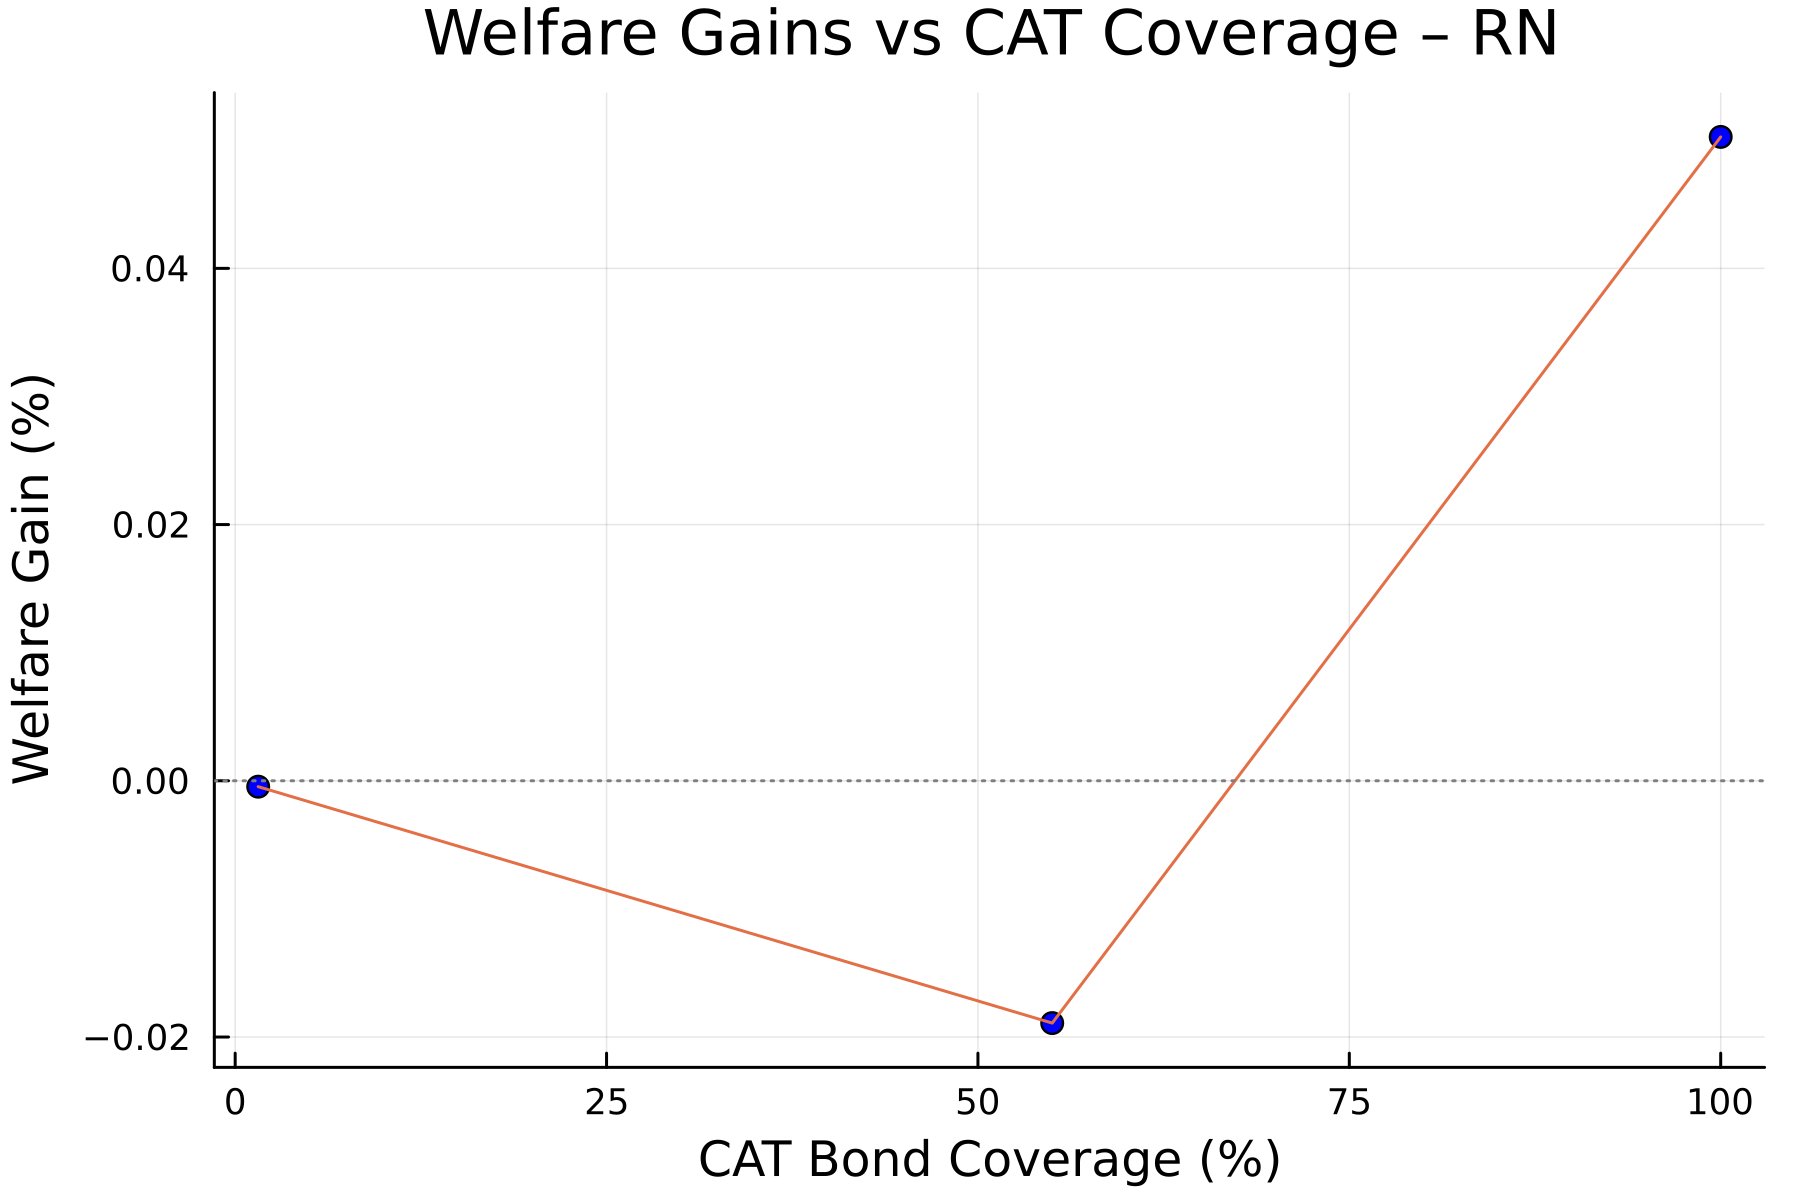 Welfare Gains vs CAT Coverage – RN
Welfare Gain (%)
0.04
0.02
0.00
−0.02
0 25 50 75 100
CAT Bond Coverage (%)